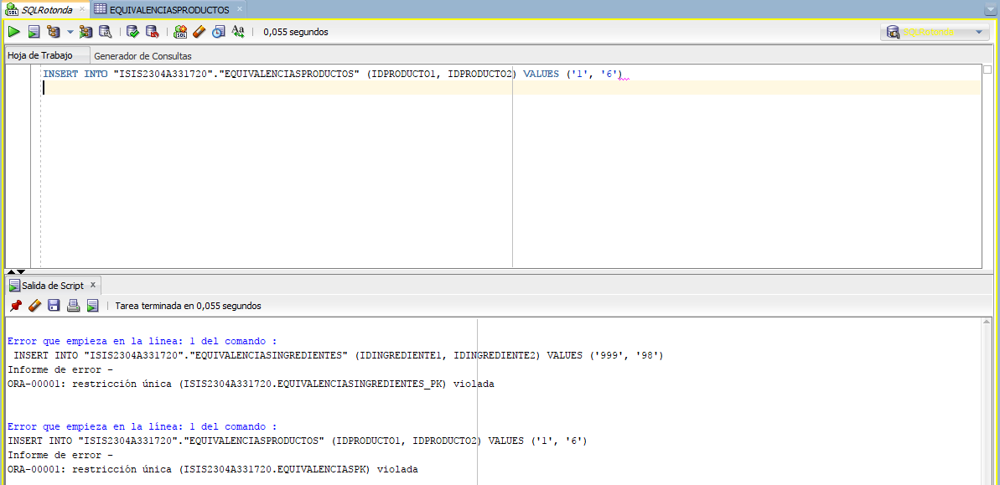 SQLRotonda
EQUIVALENCIASPRODUCTOS
0,055 segundos
SQLRotonda
Hoja de Trabajo
Generador de Consultas
INSERT INTO "ISIS2304A331720"."EQUIVALENCIASPRODUCTOS" (IDPRODUCTO1, IDPRODUCTO2) VALUES ('1', '6')
Salida de Script
Tarea terminada en 0,055 segundos
Error que empieza en la línea: 1 del comando :
INSERT INTO "ISIS2304A331720"."EQUIVALENCIASINGREDIENTES" (IDINGREDIENTE1, IDINGREDIENTE2) VALUES ('999', '98')
Informe de error -
ORA-00001: restricción única (ISIS2304A331720.EQUIVALENCIASINGREDIENTES_PK) violada
Error que empieza en la línea: 1 del comando :
INSERT INTO "ISIS2304A331720"."EQUIVALENCIASPRODUCTOS" (IDPRODUCTO1, IDPRODUCTO2) VALUES ('1', '6')
Informe de error -
ORA-00001: restricción única (ISIS2304A331720.EQUIVALENCIASPK) violada